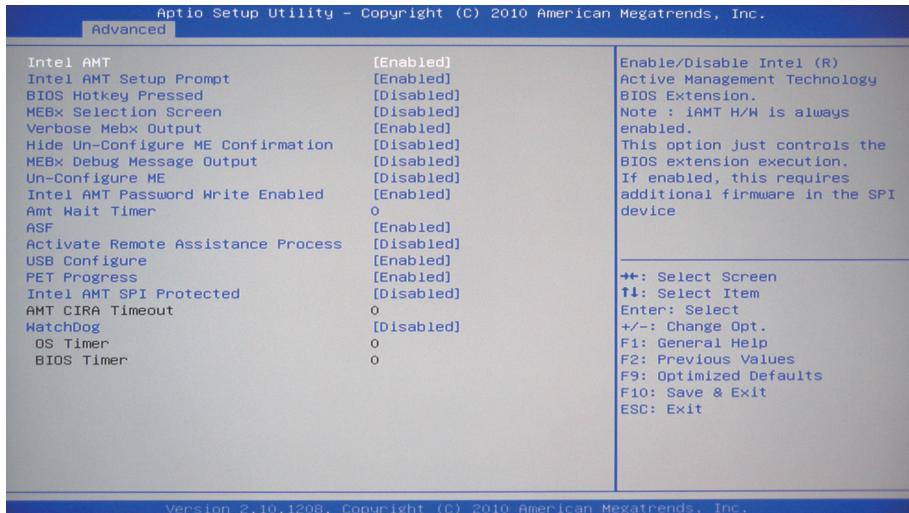 Aptio Setup Utility – Copyright (C) 2010 American Megatrends, Inc.
Advanced
Intel AMT [Enabled]
Intel AMT Setup Prompt [Enabled]
BIOS Hotkey Pressed [Disabled]
MEBx Selection Screen [Disabled]
Verbose Mebx Output [Enabled]
Hide Un-Configure ME Confirmation [Disabled]
MEBx Debug Message Output [Disabled]
Un-Configure ME [Disabled]
Intel AMT Password Write Enabled [Enabled]
Amt Wait Timer 0
ASF [Enabled]
Activate Remote Assistance Process [Disabled]
USB Configure [Enabled]
PET Progress [Enabled]
Intel AMT SPI Protected [Disabled]
AMT CIRA Timeout 0
WatchDog [Disabled]
OS Timer 0
BIOS Timer 0
Enable/Disable Intel (R)
Active Management Technology
BIOS Extension.
Note : iAMT H/W is always
enabled.
This option just controls the
BIOS extension execution.
If enabled, this requires
additional firmware in the SPI
device
→←: Select Screen
↑↓: Select Item
Enter: Select
+/-: Change Opt.
F1: General Help
F2: Previous Values
F9: Optimized Defaults
F10: Save & Exit
ESC: Exit
Version 2.10.1208. Copyright (C) 2010 American Megatrends, Inc.